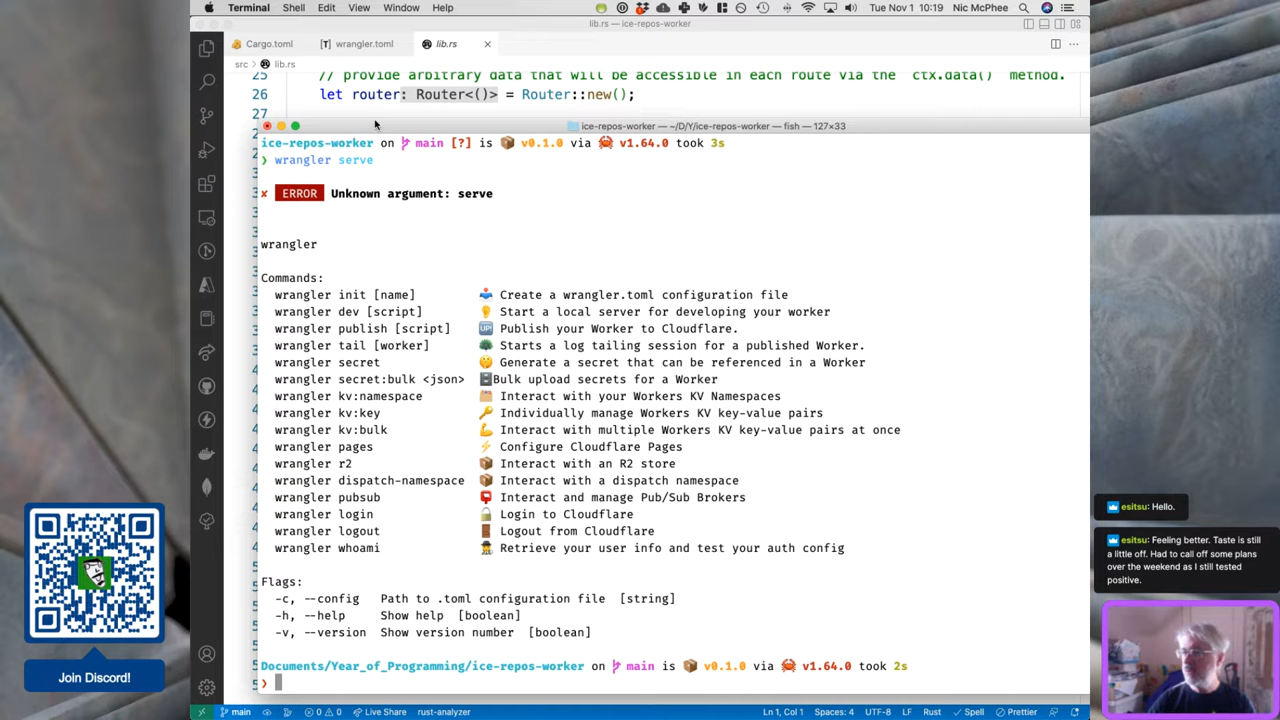 Terminal Shell Edit View Window Help Tue Nov 1 10:19 Nic McPhee
lib.rs — ice-repos-worker
Cargo.toml wrangler.toml lib.rs
src > lib.rs
25 // provide arbitrary data that will be accessible in each route via the `ctx.data()` method.
26 let router: Router<()> = Router::new();
27
ice-repos-worker — ~/D/Y/ice-repos-worker — fish — 127×33
ice-repos-worker on main [?] is 📦 v0.1.0 via 🦀 v1.64.0 took 3s
❯ wrangler serve
✘ ERROR Unknown argument: serve
wrangler
Commands:
wrangler init [name] 📥 Create a wrangler.toml configuration file
wrangler dev [script] 💡 Start a local server for developing your worker
wrangler publish [script] 🆙 Publish your Worker to Cloudflare.
wrangler tail [worker] 🦚 Starts a log tailing session for a published Worker.
wrangler secret 🤫 Generate a secret that can be referenced in a Worker
wrangler secret:bulk <json> 🗄️Bulk upload secrets for a Worker
wrangler kv:namespace 🗂️ Interact with your Workers KV Namespaces
wrangler kv:key 🔑 Individually manage Workers KV key-value pairs
wrangler kv:bulk 💪 Interact with multiple Workers KV key-value pairs at once
wrangler pages ⚡️ Configure Cloudflare Pages
wrangler r2 📦 Interact with an R2 store
wrangler dispatch-namespace 📦 Interact with a dispatch namespace
wrangler pubsub 📮 Interact and manage Pub/Sub Brokers
wrangler login 🔓 Login to Cloudflare
wrangler logout 🚪 Logout from Cloudflare
wrangler whoami 🕵️ Retrieve your user info and test your auth config
Flags:
-c, --config Path to .toml configuration file [string]
-h, --help Show help [boolean]
-v, --version Show version number [boolean]
Documents/Year_of_Programming/ice-repos-worker on main is 📦 v0.1.0 via 🦀 v1.64.0 took 2s
❯
main 0 0 Live Share rust-analyzer Ln 1, Col 1 Spaces: 4 UTF-8 LF Rust Spell Prettier
Join Discord!
esitsu: Hello.
esitsu: Feeling better. Taste is still
a little off. Had to call off some plans
over the weekend as I still tested
positive.